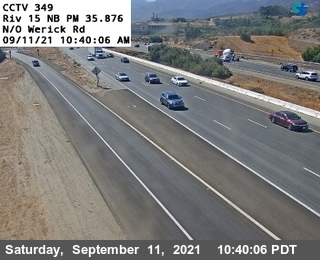 CCTV 349
Riv 15 NB PM 35.876
N/O Werick Rd
09/11/21 10:40:06 AM
Saturday, September 11, 2021 10:40:06 PDT